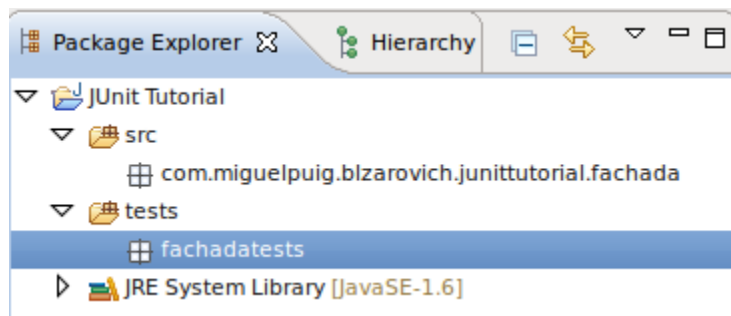 Package Explorer Hierarchy
JUnit Tutorial
src
com.miguelpuig.blzarovich.junittutorial.fachada
tests
fachadatests
JRE System Library [JavaSE-1.6]